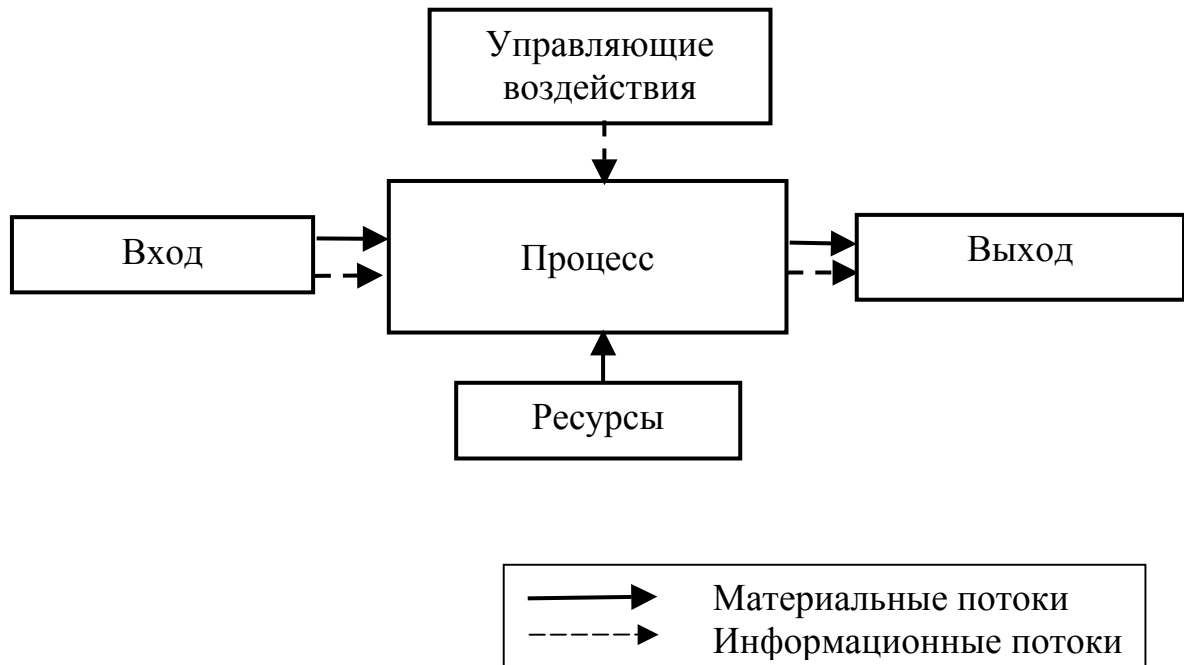 Управляющие
воздействия
Вход
Процесс
Выход
Ресурсы
Материальные потоки
Информационные потоки